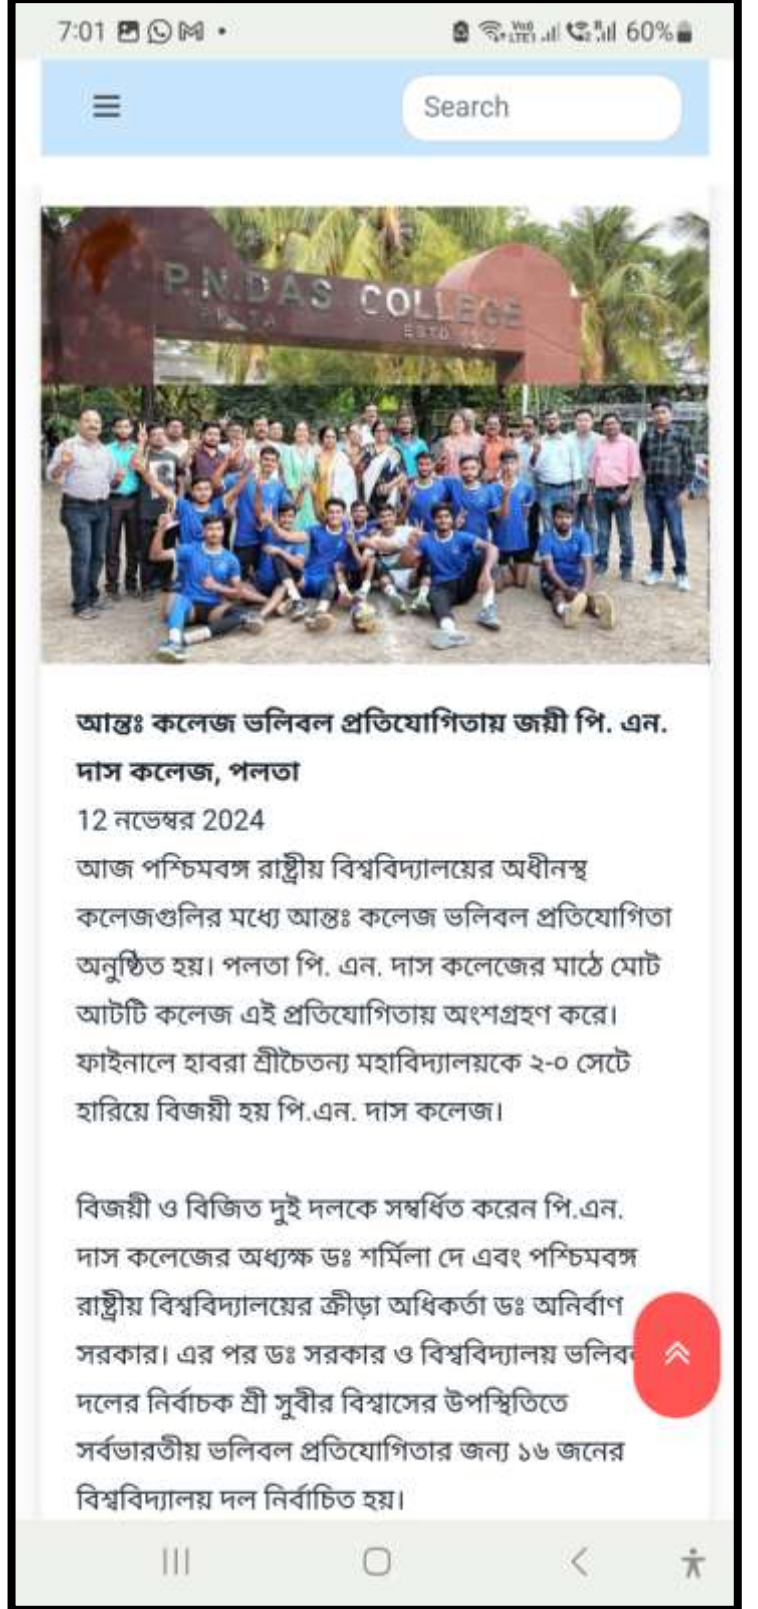 7:01
Vo9
LTE1
R
60%
Search
P.N.DAS COLLEGE
ESTD
আন্তঃ কলেজ ভলিবল প্রতিযোগিতায় জয়ী পি. এন.
দাস কলেজ, পলতা
12 নভেম্বর 2024
আজ পশ্চিমবঙ্গ রাষ্ট্রীয় বিশ্ববিদ্যালয়ের অধীনস্থ
কলেজগুলির মধ্যে আন্তঃ কলেজ ভলিবল প্রতিযোগিতা
অনুষ্ঠিত হয়। পলতা পি. এন. দাস কলেজের মাঠে মোট
আটটি কলেজ এই প্রতিযোগিতায় অংশগ্রহণ করে।
ফাইনালে হাবরা শ্রীচৈতন্য মহাবিদ্যালয়কে ২-০ সেটে
হারিয়ে বিজয়ী হয় পি.এন. দাস কলেজ।
বিজয়ী ও বিজিত দুই দলকে সম্বর্ধিত করেন পি.এন.
দাস কলেজের অধ্যক্ষ ডঃ শর্মিলা দে এবং পশ্চিমবঙ্গ
রাষ্ট্রীয় বিশ্ববিদ্যালয়ের ক্রীড়া অধিকর্তা ডঃ অনির্বাণ
সরকার। এর পর ডঃ সরকার ও বিশ্ববিদ্যালয় ভলিব
দলের নির্বাচক শ্রী সুবীর বিশ্বাসের উপস্থিতিতে
সর্বভারতীয় ভলিবল প্রতিযোগিতার জন্য ১৬ জনের
বিশ্ববিদ্যালয় দল নির্বাচিত হয়।